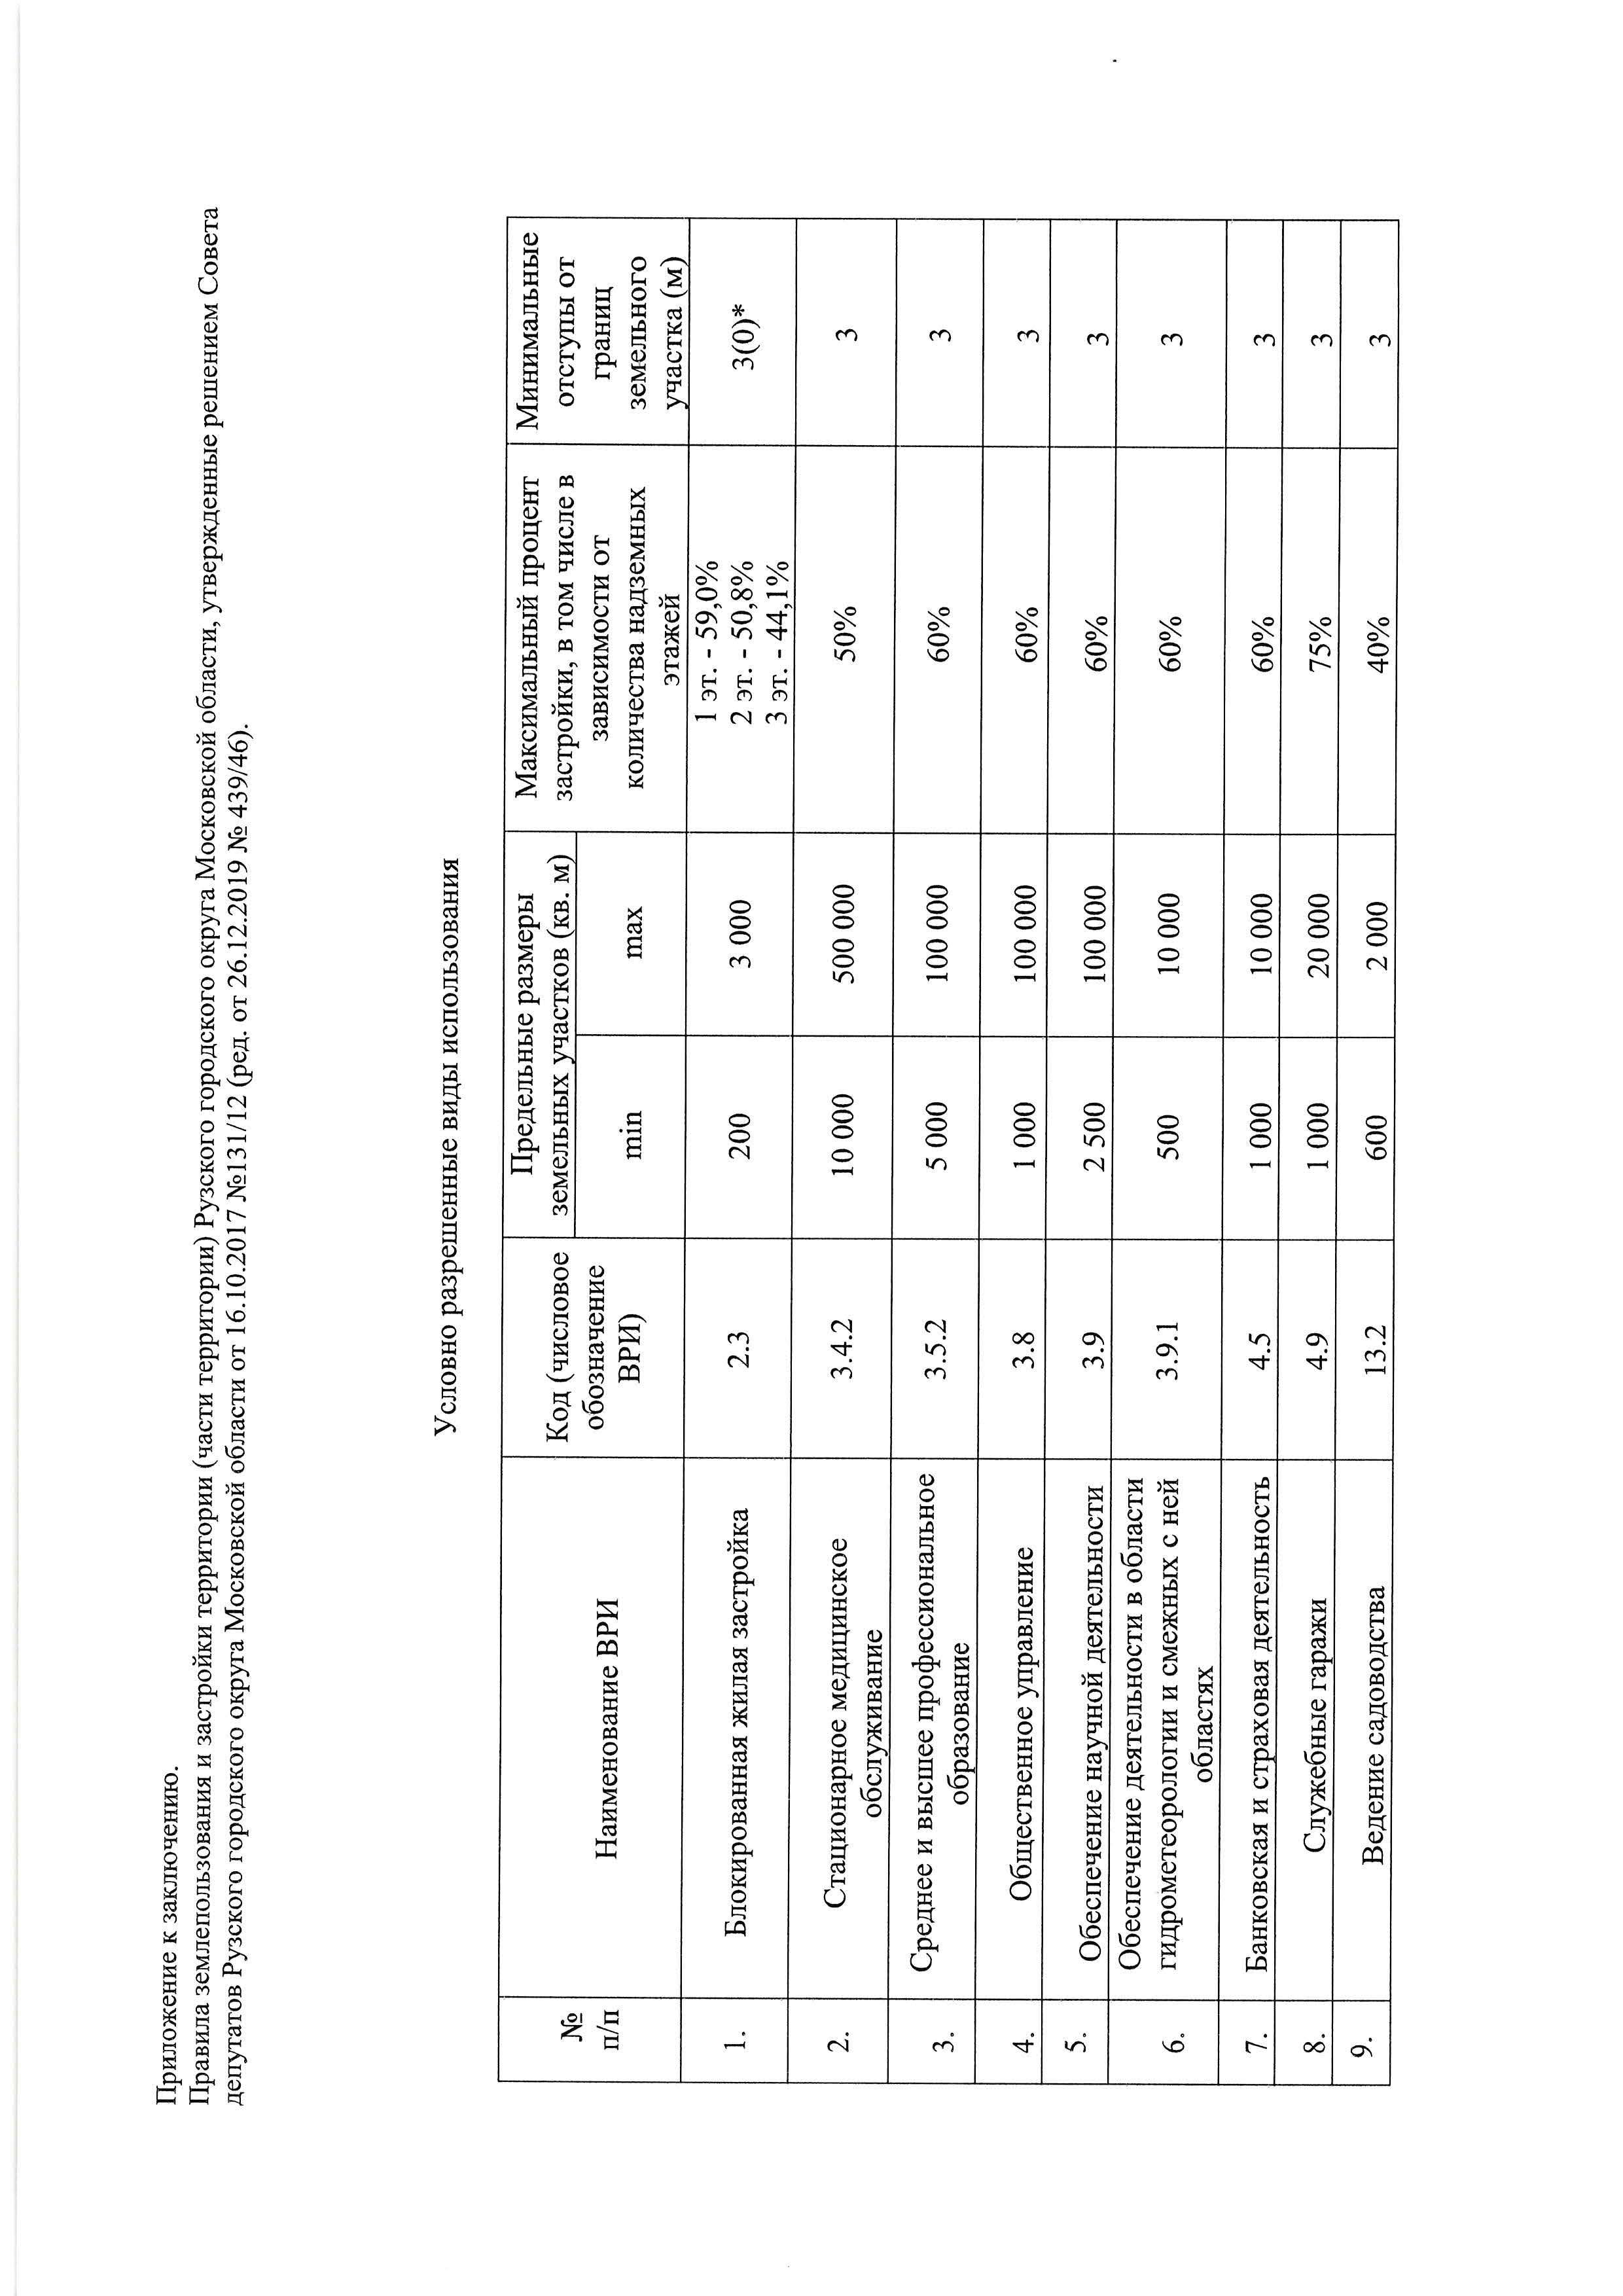 Приложение к заключению.
Правила землепользования и застройки территории (части территории) Рузского городского округа Московской области, утвержденные решением Совета
депутатов Рузского городского округа Московской области от 16.10.2017 №131/12 (ред. от 26.12.2019 № 439/46).
Условно разрешенные виды использования
№
п/п
Наименование ВРИ
Код (числовое
обозначение
ВРИ)
Предельные размеры
земельных участков (кв. м)
min
max
Максимальный процент
застройки, в том числе в
зависимости от
количества надземных
этажей
Минимальные
отступы от
границ
земельного
участка (м)
1.
Блокированная жилая застройка
2.3
200
3 000
1 эт. - 59,0%
2 эт. - 50,8%
3 эт. - 44,1%
3(0)*
2.
Стационарное медицинское
обслуживание
3.4.2
10 000
500 000
50%
3
3.
Среднее и высшее профессиональное
образование
3.5.2
5 000
100 000
60%
3
4.
Общественное управление
3.8
1 000
100 000
60%
3
5.
Обеспечение научной деятельности
3.9
2 500
100 000
60%
3
6.
Обеспечение деятельности в области
гидрометеорологии и смежных с ней
областях
3.9.1
500
10 000
60%
3
7.
Банковская и страховая деятельность
4.5
1 000
10 000
60%
3
8.
Служебные гаражи
4.9
1 000
20 000
75%
3
9.
Ведение садоводства
13.2
600
2 000
40%
3